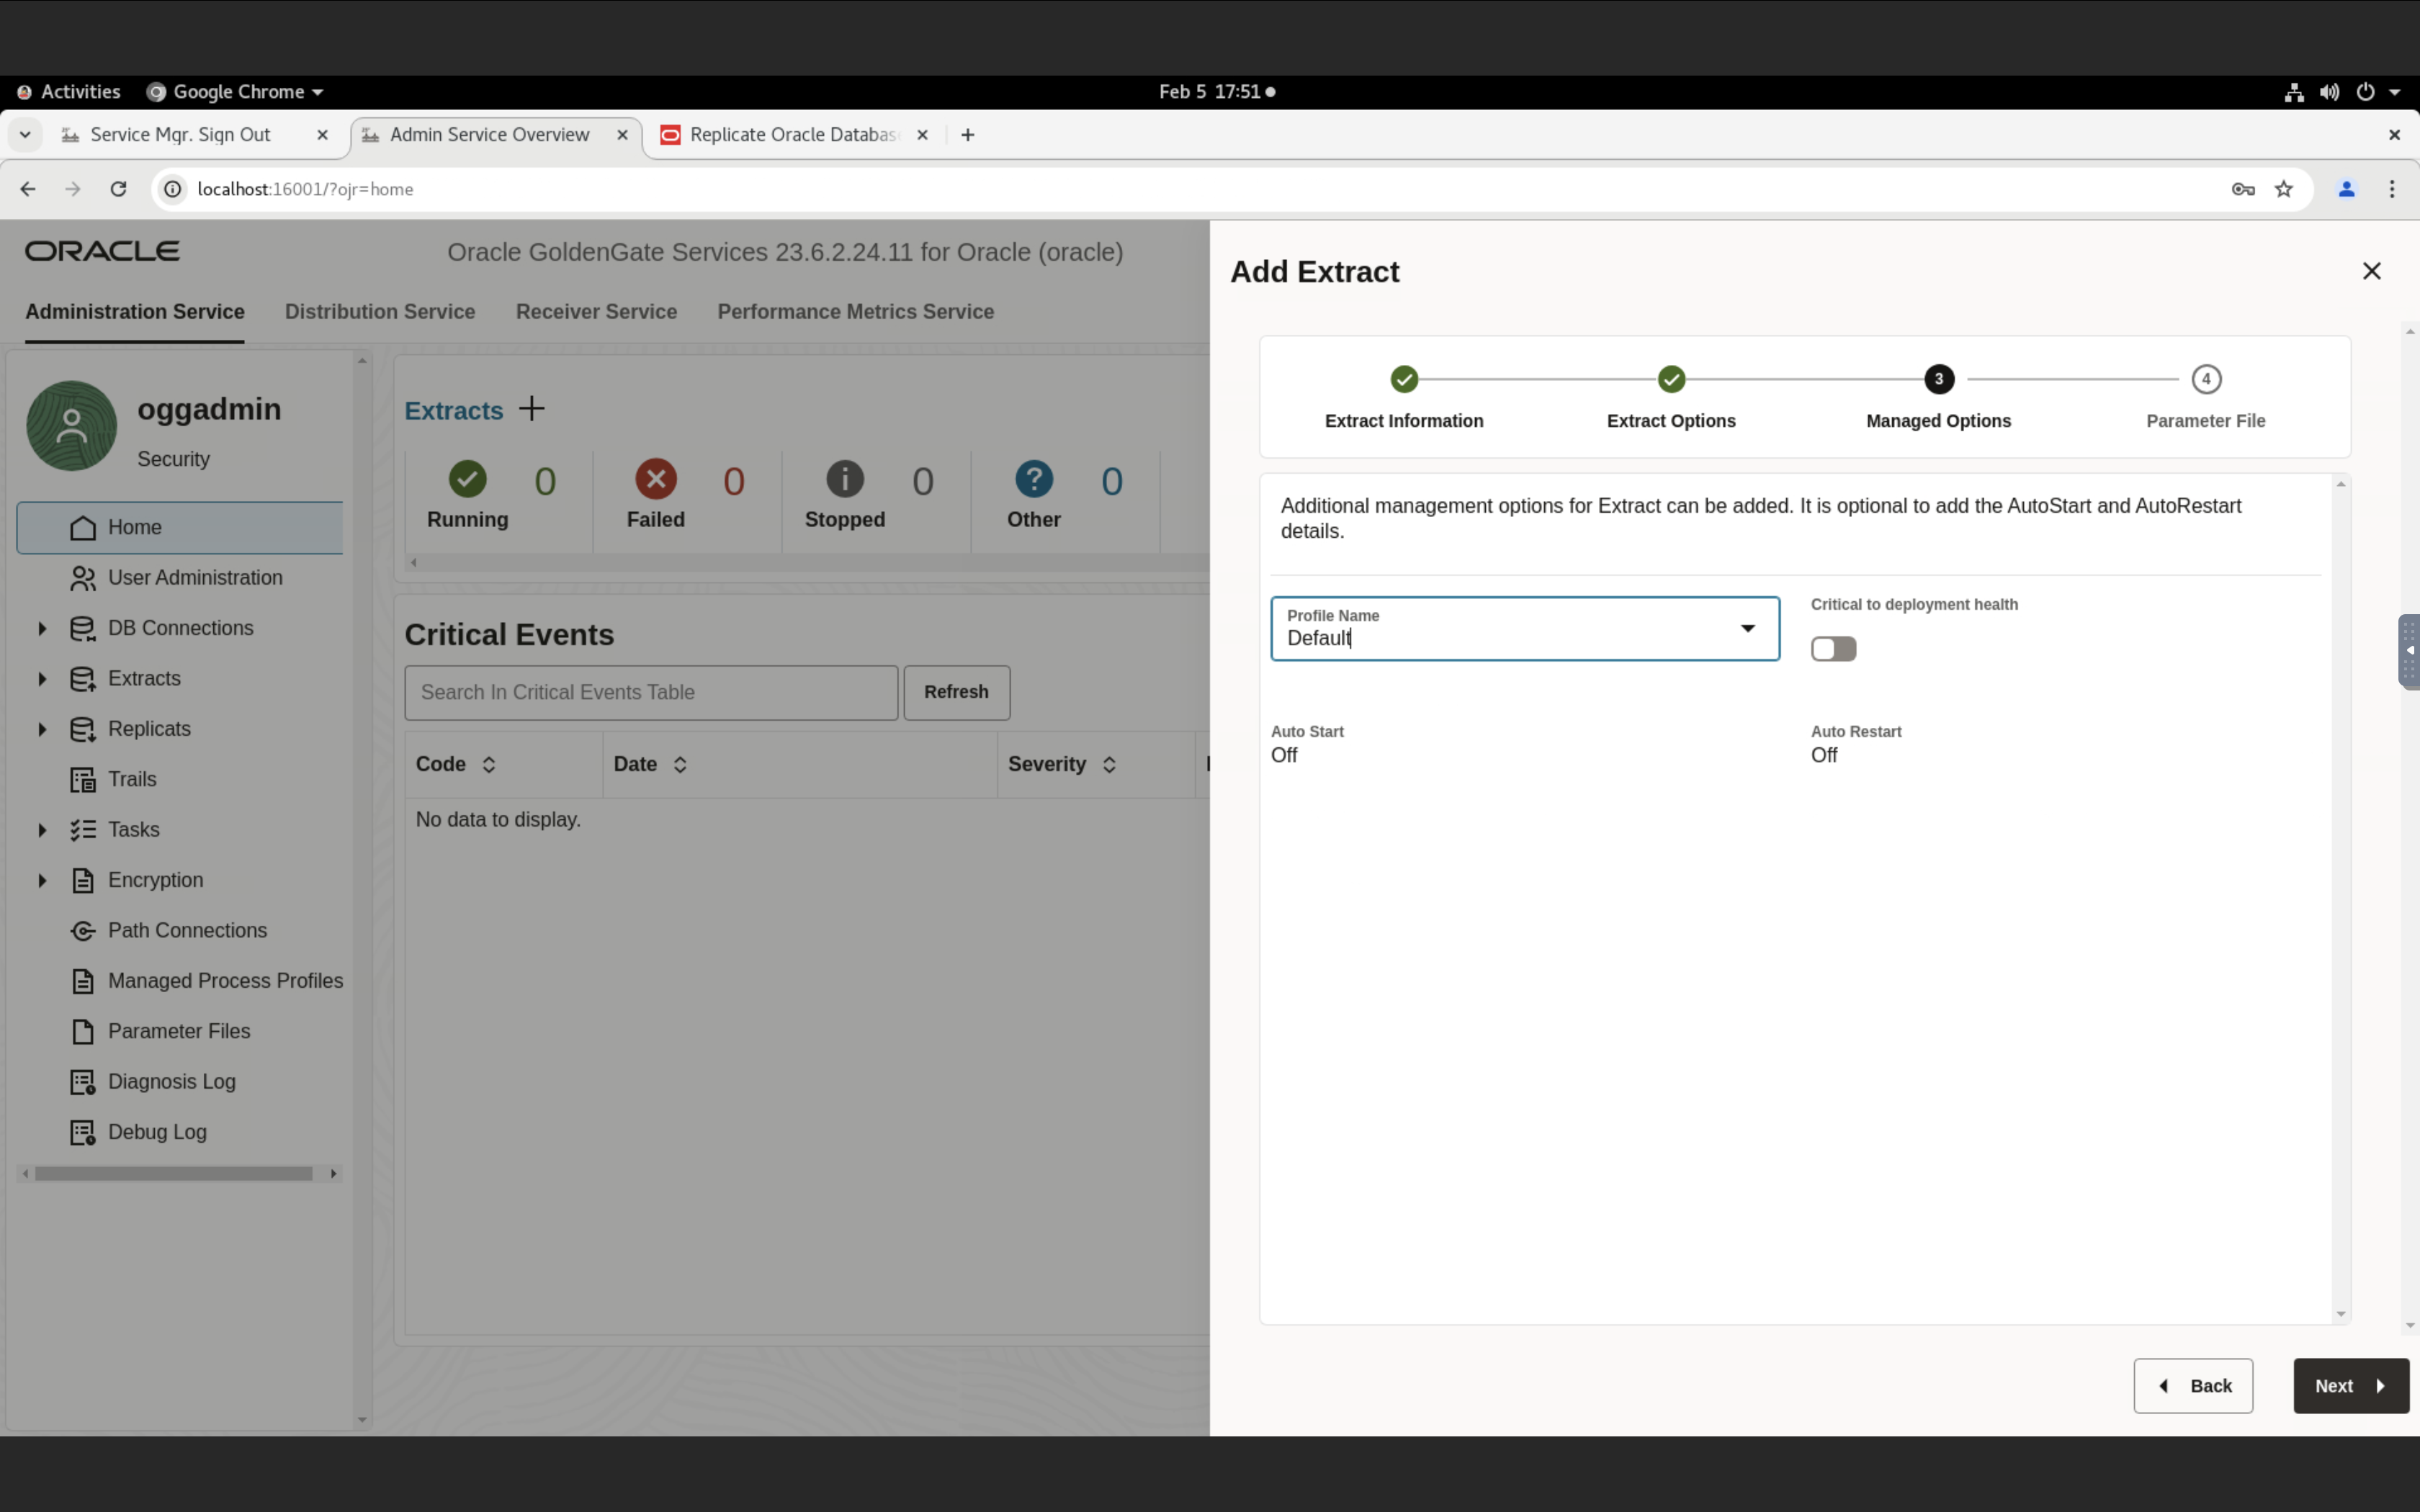 Activities Google Chrome Feb 5 17:51
Service Mgr. Sign Out Admin Service Overview Replicate Oracle Databas
localhost:16001/?ojr=home
ORACLE Oracle GoldenGate Services 23.6.2.24.11 for Oracle (oracle)
Administration Service Distribution Service Receiver Service Performance Metrics Service
oggadmin
Security
Home
User Administration
DB Connections
Extracts
Replicats
Trails
Tasks
Encryption
Path Connections
Managed Process Profiles
Parameter Files
Diagnosis Log
Debug Log
Extracts
0 0 0 0
Running Failed Stopped Other
Critical Events
Search In Critical Events Table Refresh
Code Date Severity
No data to display.
Add Extract
3 4
Extract Information Extract Options Managed Options Parameter File
Additional management options for Extract can be added. It is optional to add the AutoStart and AutoRestart
details.
Profile Name
Default
Critical to deployment health
Auto Start
Off
Auto Restart
Off
Back Next